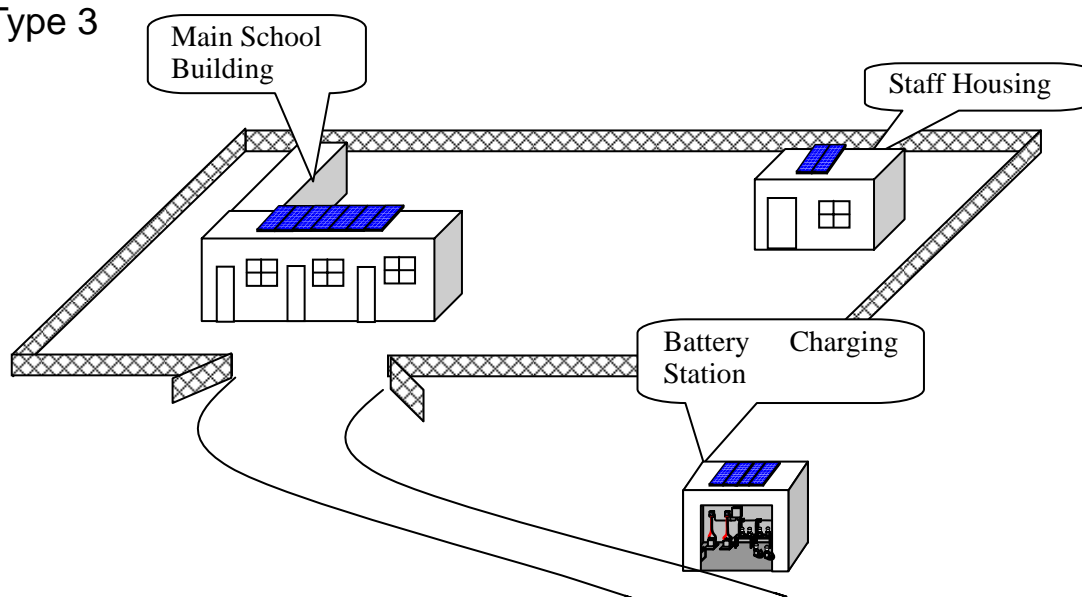 Type 3
Main School
Building
Staff Housing
Battery Charging
Station